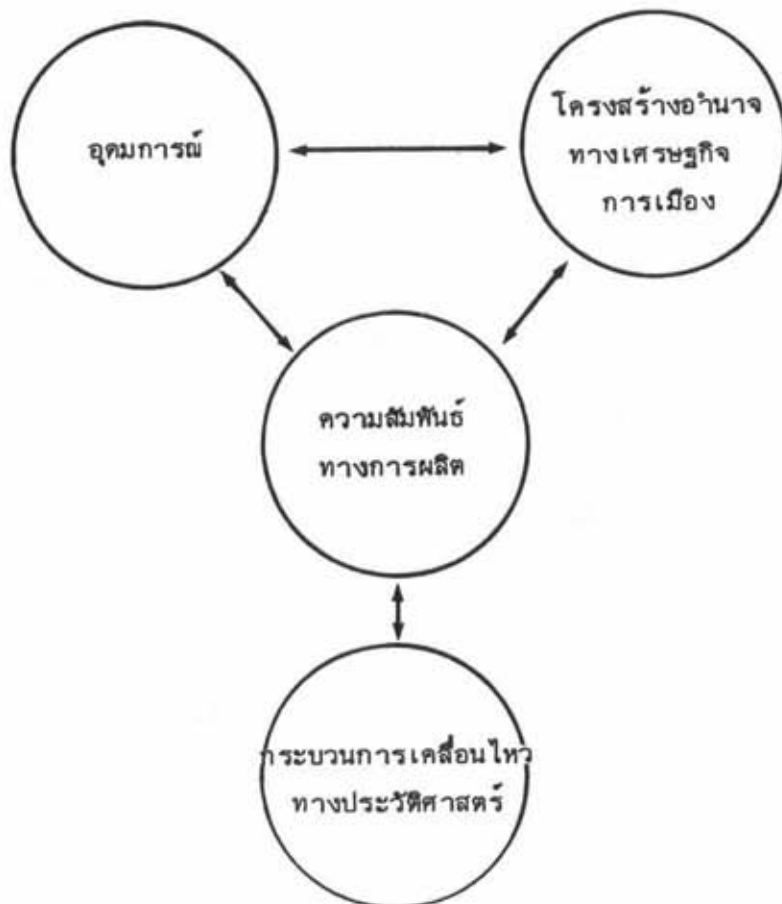 อุดมการณ์
โครงสร้างอำนาจ
ทางเศรษฐกิจ
การเมือง
ความสัมพันธ์
ทางการผลิต
กระบวนการเคลื่อนไหว
ทางประวัติศาสตร์